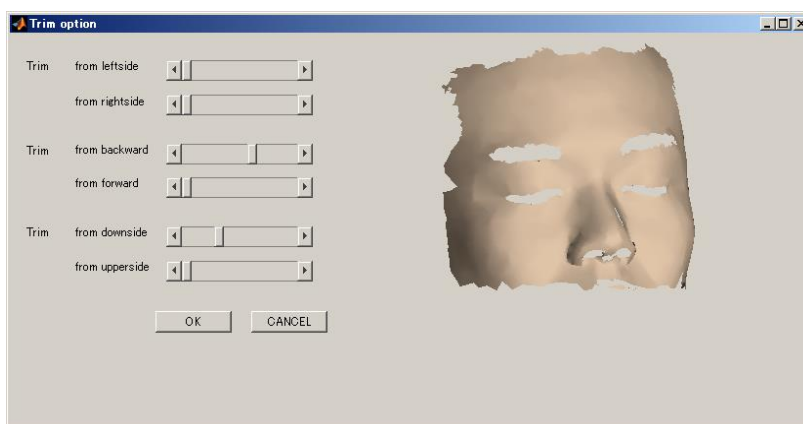 Trim option
Trim from leftside
from rightside
Trim from backward
from forward
Trim from downside
from upperside
OK CANCEL